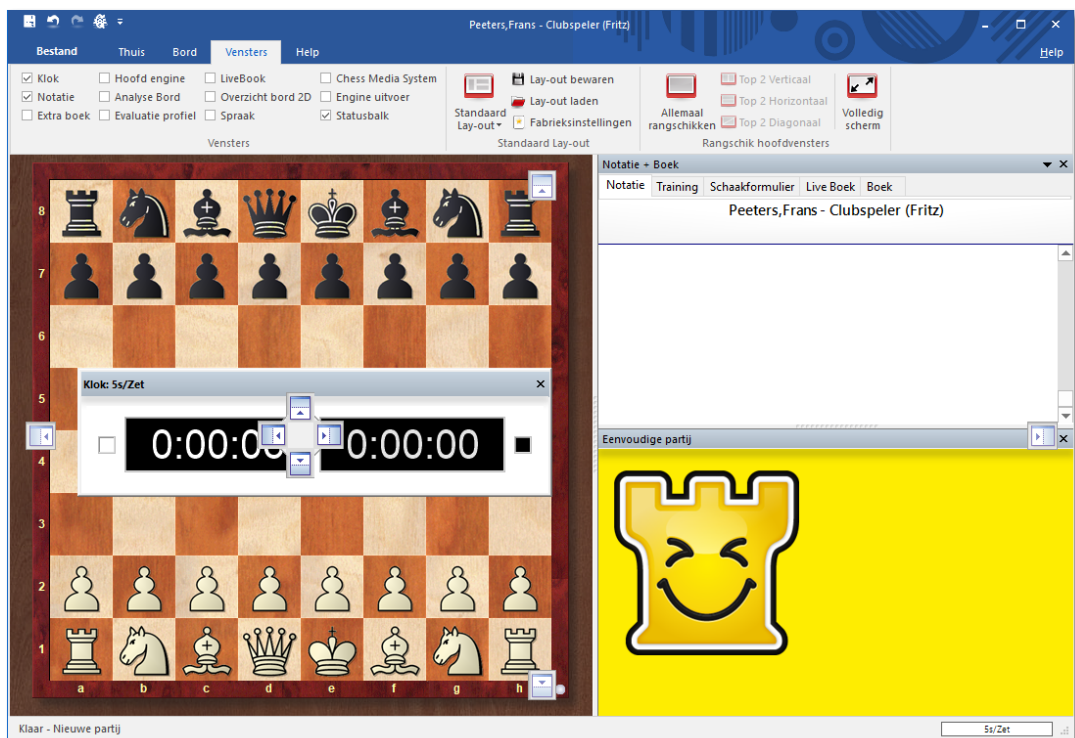 Peeters,Frans - Clubspeler (Fritz)
Bestand Thuis Bord Vensters Help Help
Klok Hoofd engine LiveBook Chess Media System
Notatie Analyse Bord Overzicht bord 2D Engine uitvoer
Extra boek Evaluatie profiel Spraak Statusbalk
Vensters
Standaard Lay-out
Lay-out bewaren
Lay-out laden
Fabrieksinstellingen
Standaard Lay-out
Allemaal rangschikken
Top 2 Verticaal
Top 2 Horizontaal
Top 2 Diagonaal
Volledig scherm
Rangschik hoofdvensters
Notatie + Boek
Notatie Training Schaakformulier Live Boek Boek
Peeters,Frans - Clubspeler (Fritz)
8
7
6
Klok: 5s/Zet
5
0:00:0 0:00:00
4
Eenvoudige partij
3
2
1
a b c d e f g h
Klaar - Nieuwe partij
5s/Zet